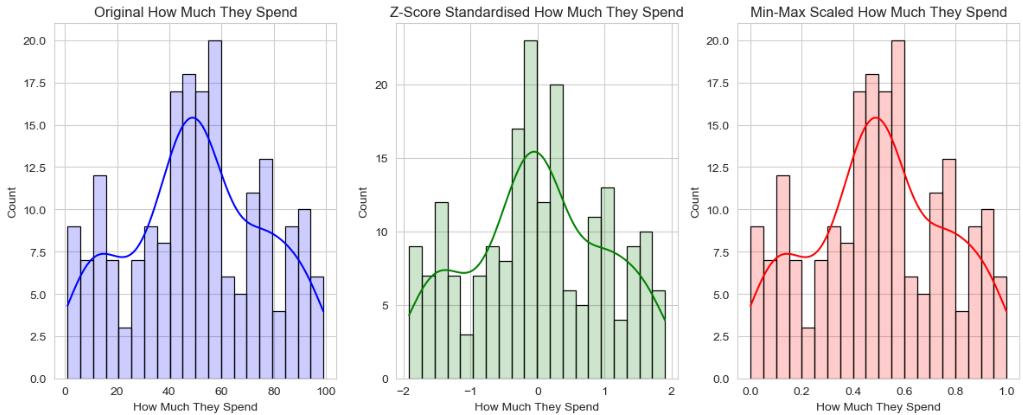 Original How Much They Spend
20.0
17.5
15.0
12.5
10.0
7.5
5.0
2.5
0.0
Count
0 20 40 60 80 100
How Much They Spend
Z-Score Standardised How Much They Spend
20
15
10
5
0
Count
−2 −1 0 1 2
How Much They Spend
Min-Max Scaled How Much They Spend
20.0
17.5
15.0
12.5
10.0
7.5
5.0
2.5
0.0
Count
0.0 0.2 0.4 0.6 0.8 1.0
How Much They Spend